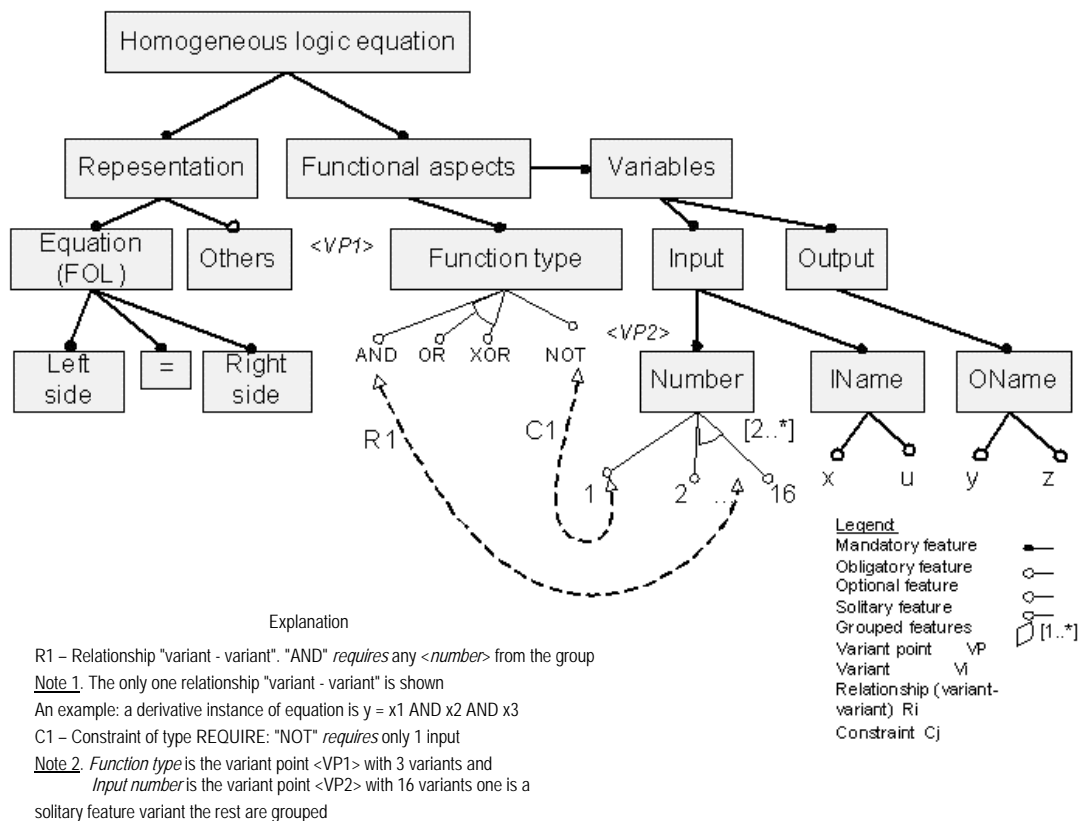 Homogeneous logic equation
Repesentation
Functional aspects
Variables
Equation
(FOL)
Others
<VP1>
Function type
Input
Output
AND
OR
XOR
NOT
<VP2>
Left
side
=
Right
side
Number
IName
OName
R1
C1
[2..*]
1
2
...
16
x
u
y
z
Legend
Mandatory feature
Obligatory feature
Optional feature
Solitary feature
Grouped features
[1..*]
Variant point VP
Variant Vi
Relationship (variant-
variant) Ri
Constraint Cj
Explanation
R1 – Relationship "variant - variant". "AND" requires any <number> from the group
Note 1. The only one relationship "variant - variant" is shown
An example: a derivative instance of equation is y = x1 AND x2 AND x3
C1 – Constraint of type REQUIRE: "NOT" requires only 1 input
Note 2. Function type is the variant point <VP1> with 3 variants and
Input number is the variant point <VP2> with 16 variants one is a
solitary feature variant the rest are grouped